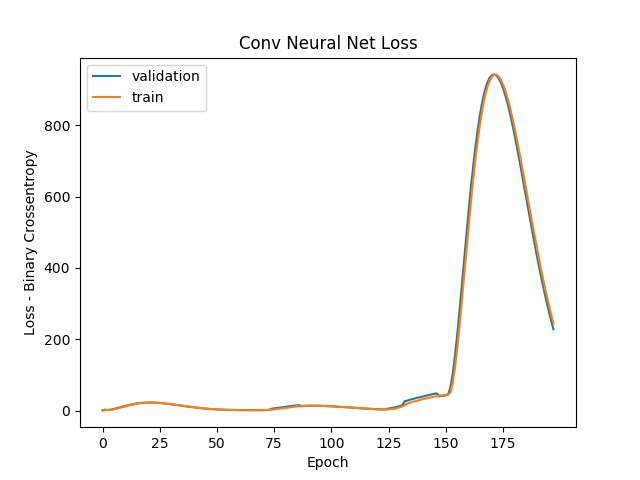 Conv Neural Net Loss
validation
train
Loss - Binary Crossentropy
800
600
400
200
0
0 25 50 75 100 125 150 175
Epoch